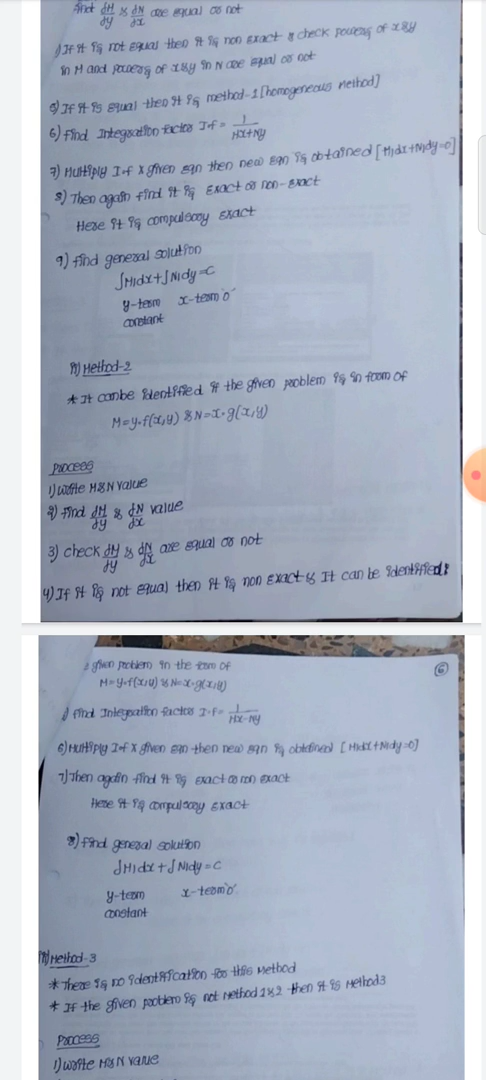 find dM/dy & dN/dx are equal or not
) If it is not equal then it is non exact & check powers of x&y
in M and powers of x&y in N are equal or not
5) If it is equal then it is method-1 [homogeneous Method]
6) Find Integration factor I.f = 1/Mx+Ny
7) Multiply I.f x given eqn then new eqn is obtained [M1dx+N1dy=0]
8) Then again find it is exact or non-exact
Here it is compulsory exact
9) Find general solution
∫M1dx+∫N1dy=C
y-term x-term '0'
constant
Method-2
* It canbe identified if the given problem is in form of
M=y.f(x,y) & N=x.g(x,y)
Process
1) write M&N value
2) Find dM/dy & dN/dx value
3) check dM/dy & dN/dx are equal or not
4) If it is not equal then it is non exact & It can be identified:
given problem in the form of
6
M=y.f(x,y) & N=x.g(x,y)
) find Integration factor I.f = 1/Mx-Ny
6) Multiply I.f x given eqn then new eqn is obtained [M1dx+N1dy=0]
7) Then again find it is exact or non exact
Here it is compulsory exact
8) find general solution
∫M1dx+∫N1dy=C
y-term x-term '0'
constant
Method-3
* There is no identification for this Method
* If the given problem is not Method 1&2 then it is Method3
Process
1) write M&N value